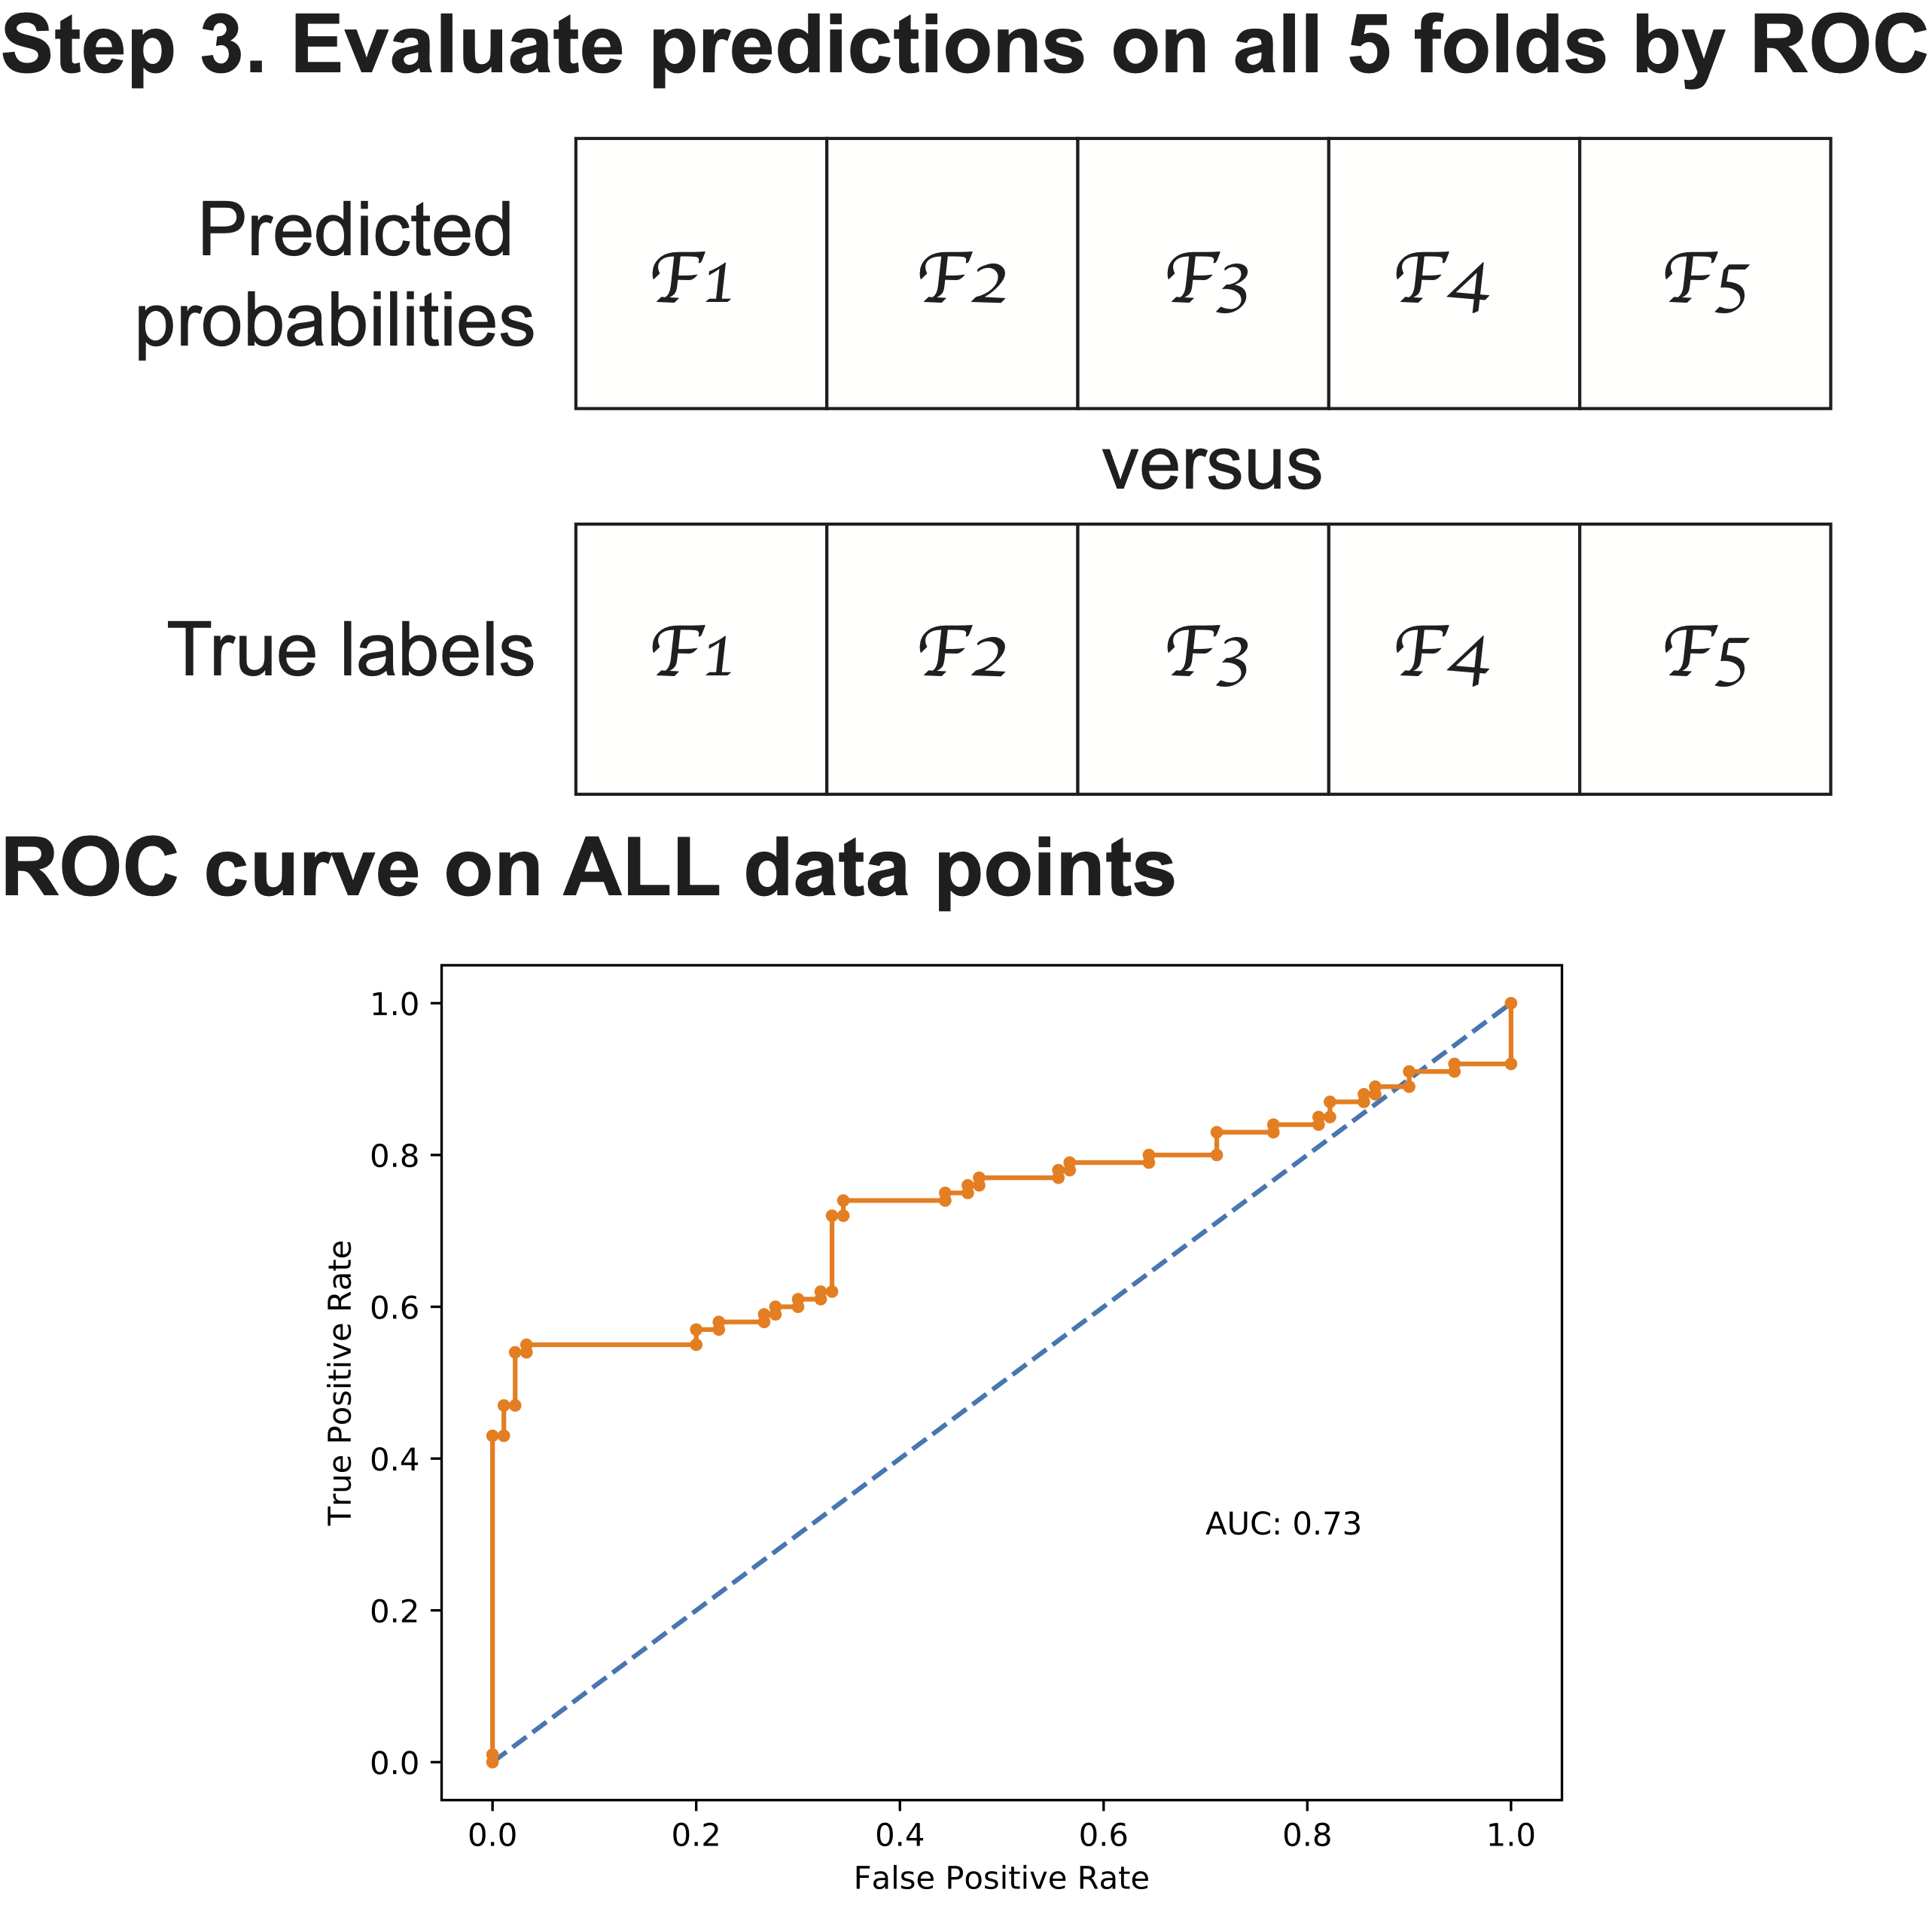 Step 3. Evaluate predictions on all 5 folds by ROC
Predicted
probabilities
ℱ1 ℱ2 ℱ3 ℱ4 ℱ5
versus
True labels
ℱ1 ℱ2 ℱ3 ℱ4 ℱ5
ROC curve on ALL data points
1.0
0.8
0.6
0.4
0.2
0.0
True Positive Rate
AUC: 0.73
0.0 0.2 0.4 0.6 0.8 1.0
False Positive Rate